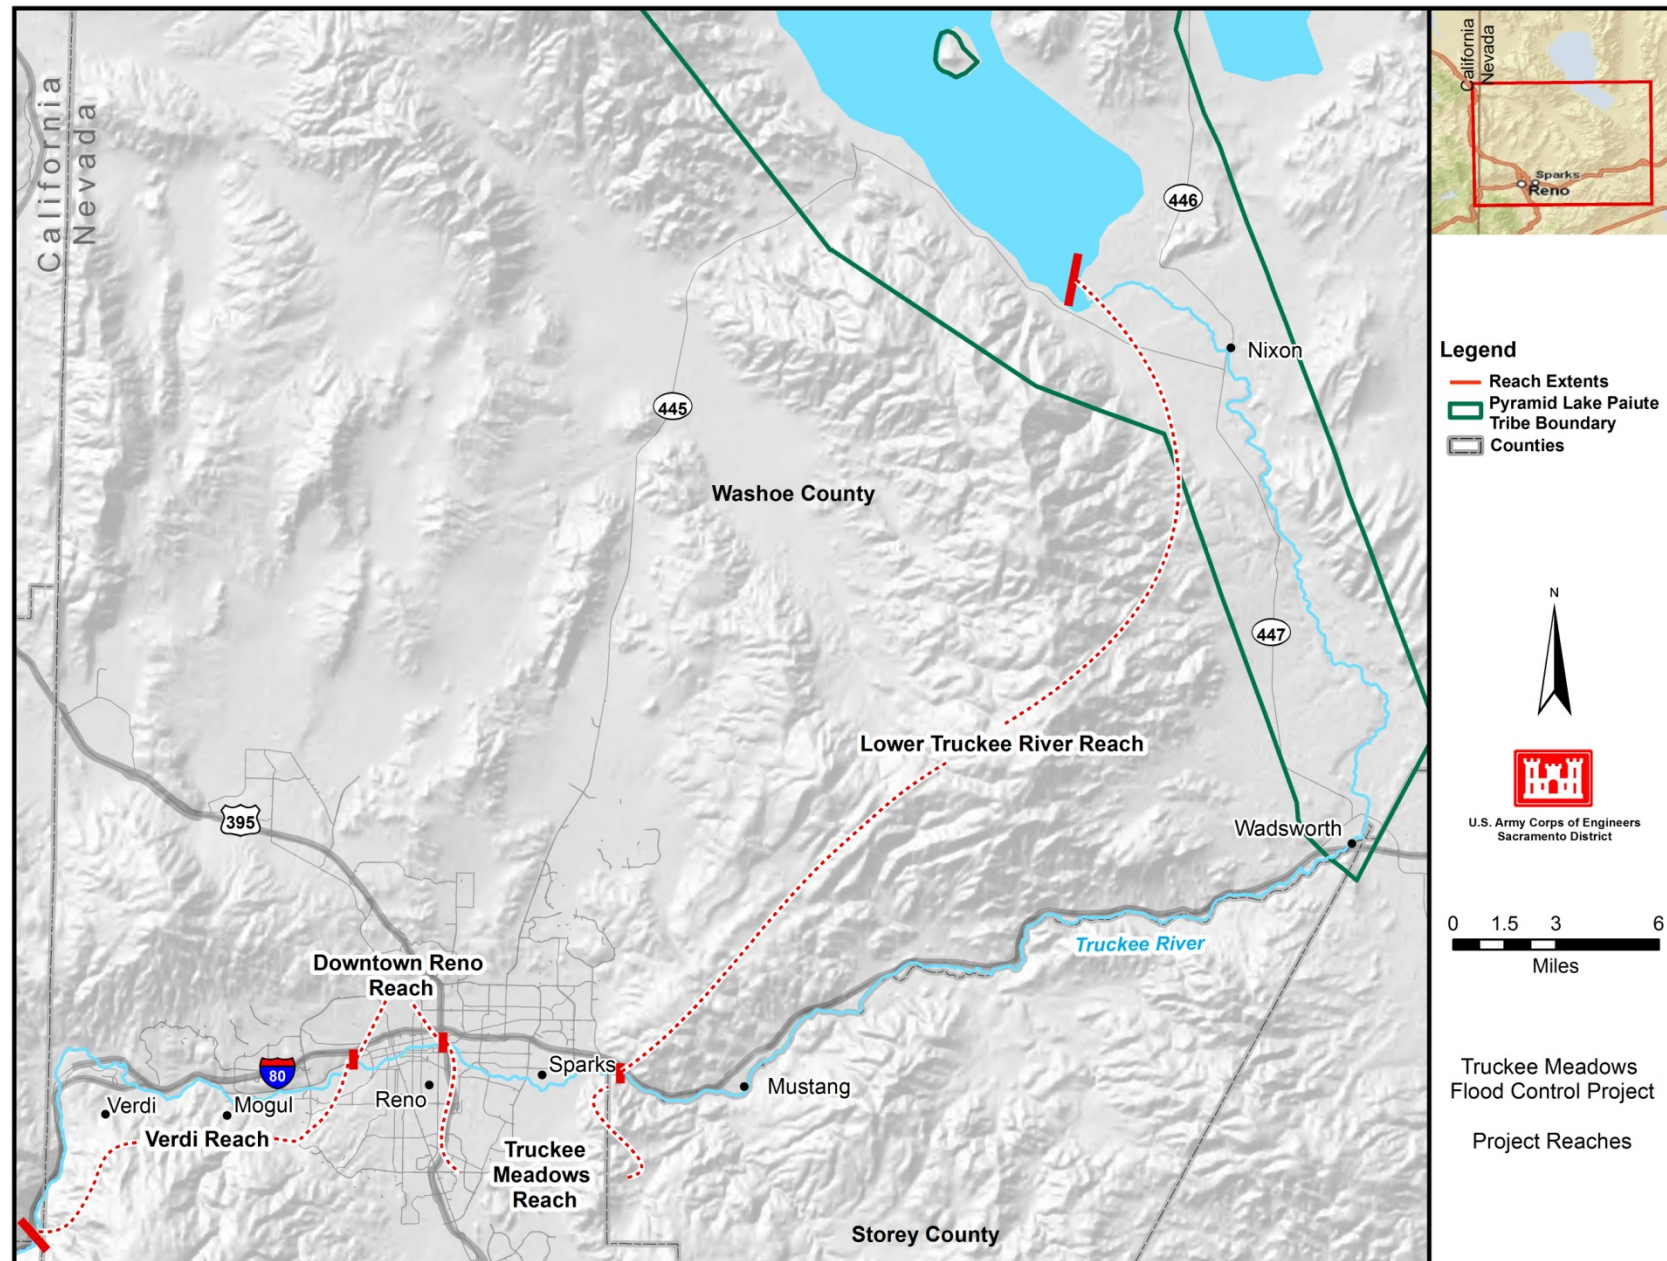 California
Nevada
446
Nixon
445
Washoe County
447
Lower Truckee River Reach
395
Wadsworth
Truckee River
Downtown Reno
Reach
80
Sparks
Mustang
Verdi
Mogul
Reno
Verdi Reach
Truckee
Meadows
Reach
Storey County
California
Nevada
Sparks
Reno
Legend
Reach Extents
Pyramid Lake Paiute
Tribe Boundary
Counties
N
U.S. Army Corps of Engineers
Sacramento District
0 1.5 3 6
Miles
Truckee Meadows
Flood Control Project
Project Reaches